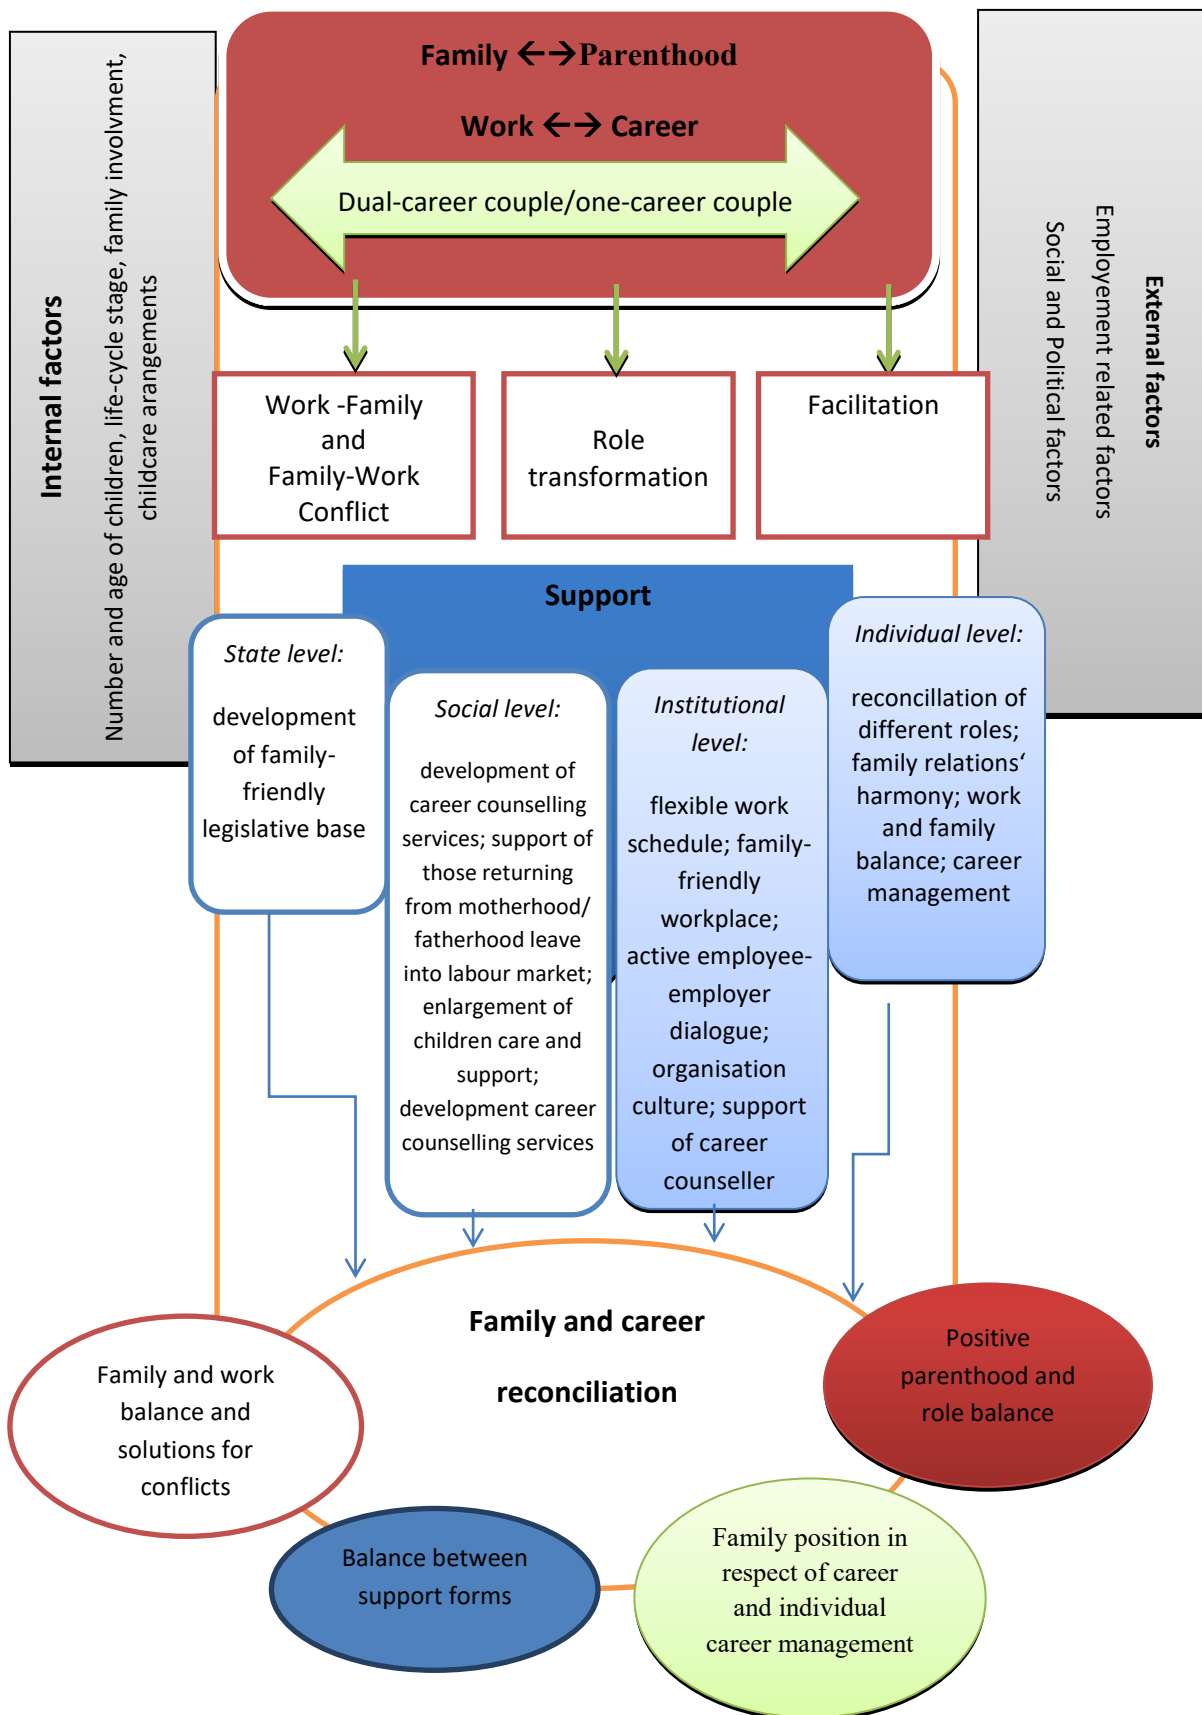 Family ←→Parenthood
Work ←→ Career
Dual-career couple/one-career couple
Internal factors
Number and age of children, life-cycle stage, family involvment,
childcare arangements
External factors
Employement related factors
Social and Political factors
Work -Family
and
Family-Work
Conflict
Role
transformation
Facilitation
Support
State level:
development
of family-
friendly
legislative base
Social level:
development of
career counselling
services; support of
those returning
from motherhood/
fatherhood leave
into labour market;
enlargement of
children care and
support;
development career
counselling services
Institutional
level:
flexible work
schedule; family-
friendly
workplace;
active employee-
employer
dialogue;
organisation
culture; support
of career
counseller
Individual level:
reconcillation of
different roles;
family relations‘
harmony; work
and family
balance; career
management
Family and career
reconciliation
Family and work
balance and
solutions for
conflicts
Balance between
support forms
Family position in
respect of career
and individual
career management
Positive
parenthood and
role balance